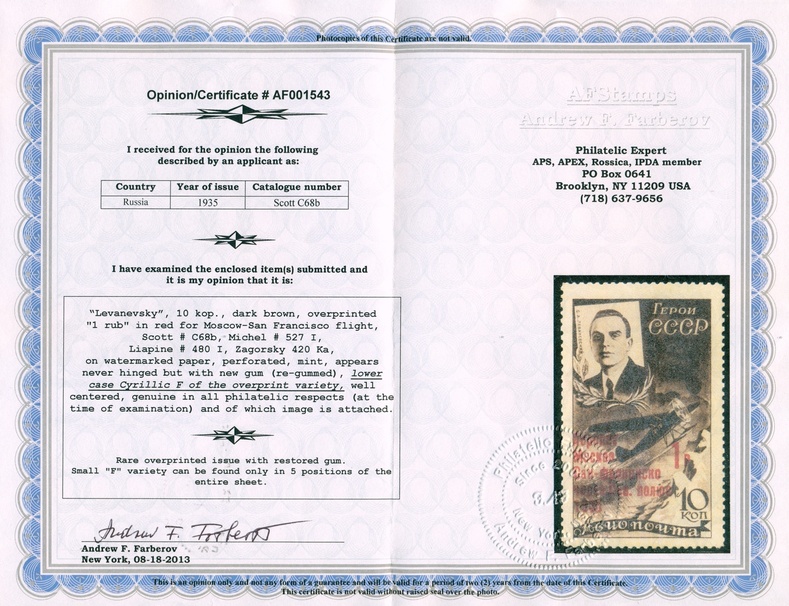 Photocopies of this Certificate are not valid.
Opinion/Certificate # AF001543
I received for the opinion the following
described by an applicant as:
Country Year of issue Catalogue number
Russia 1935 Scott C68b
I have examined the enclosed item(s) submitted and
it is my opinion that it is:
"Levanevsky", 10 kop., dark brown, overprinted
"1 rub" in red for Moscow-San Francisco flight,
Scott # C68b, Michel # 527 I,
Liapine # 480 I, Zagorsky 420 Ka,
on watermarked paper, perforated, mint, appears
never hinged but with new gum (re-gummed), lower
case Cyrillic F of the overprint variety, well
centered, genuine in all philatelic respects (at the
time of examination) and of which image is attached.
Rare overprinted issue with restored gum.
Small "F" variety can be found only in 5 positions of the
entire sheet.
Andrew F. Farberov
Andrew F. Farberov
New York, 08-18-2013
AFStamps
Andrew F. Farberov
Philatelic Expert
APS, APEX, Rossica, IPDA member
PO Box 0641
Brooklyn, NY 11209 USA
(718) 637-9656
Герои
СССР
Москва
1р.
10
коп
Авиопочта
Philatelic
Since
New York
Andrew F.
This is an opinion only and not any form of a guarantee and will be valid for a period of two (2) years from the date of this Certificate.
This certificate is not valid without raised seal over the photo.